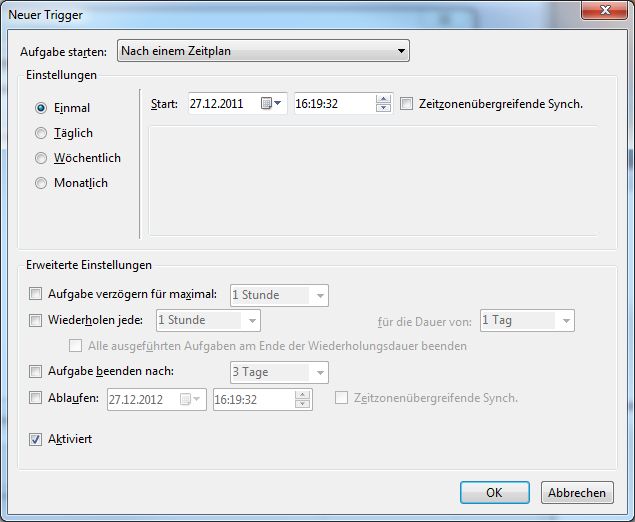 Neuer Trigger
Aufgabe starten: Nach einem Zeitplan
Einstellungen
Einmal
Start: 27.12.2011 16:19:32 Zeitzonenübergreifende Synch.
Täglich
Wöchentlich
Monatlich
Erweiterte Einstellungen
Aufgabe verzögern für maximal: 1 Stunde
Wiederholen jede: 1 Stunde für die Dauer von: 1 Tag
Alle ausgeführten Aufgaben am Ende der Wiederholungsdauer beenden
Aufgabe beenden nach: 3 Tage
Ablaufen: 27.12.2012 16:19:32 Zeitzonenübergreifende Synch.
Aktiviert
OK Abbrechen